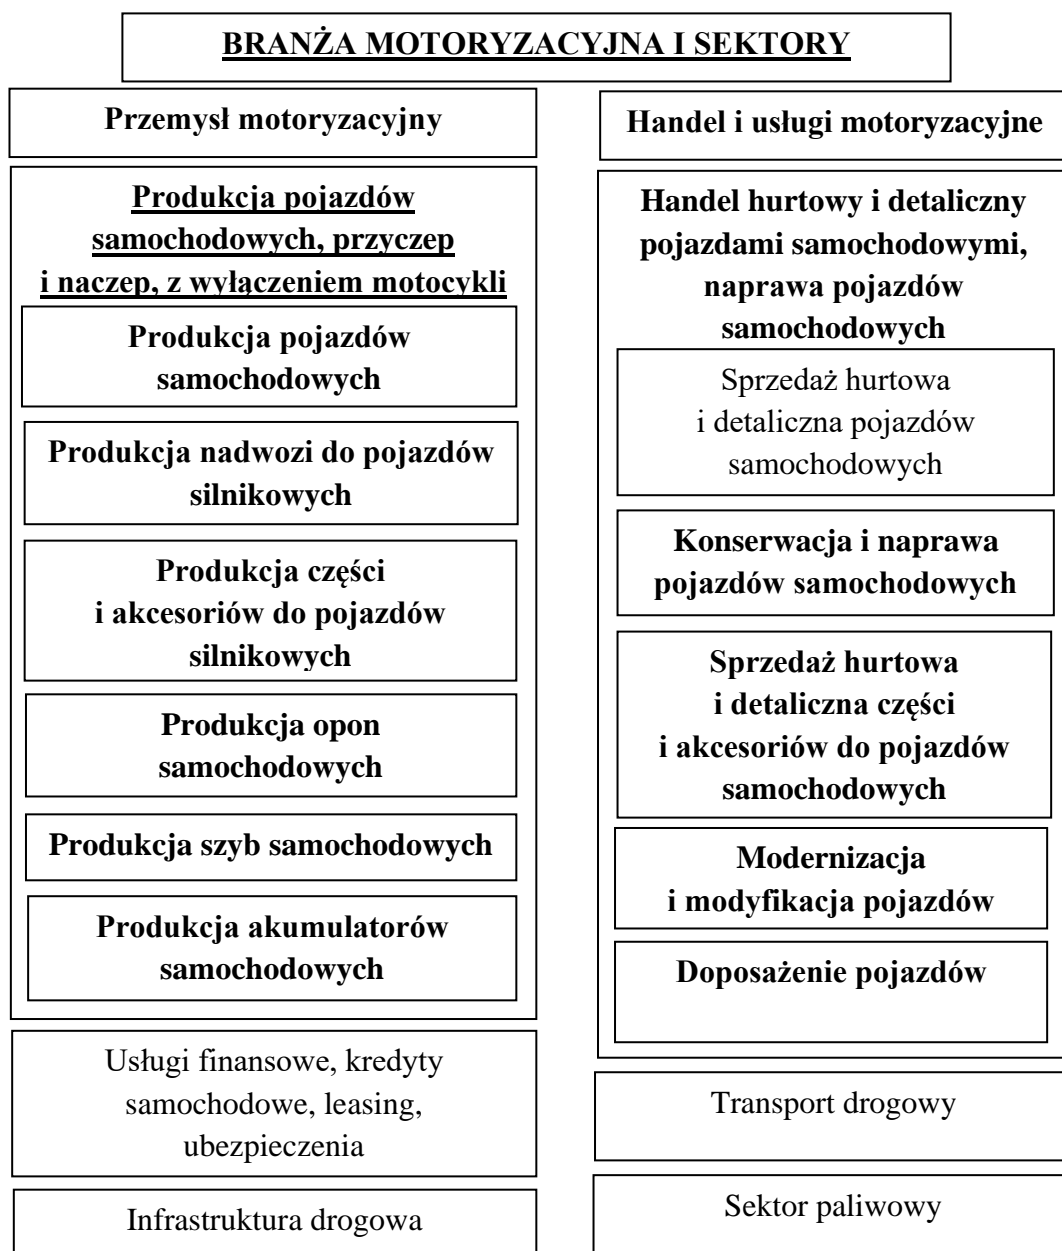 BRANŻA MOTORYZACYJNA I SEKTORY
Przemysł motoryzacyjny
Produkcja pojazdów
samochodowych, przyczep
i naczep, z wyłączeniem motocykli
Produkcja pojazdów
samochodowych
Produkcja nadwozi do pojazdów
silnikowych
Produkcja części
i akcesoriów do pojazdów
silnikowych
Produkcja opon
samochodowych
Produkcja szyb samochodowych
Produkcja akumulatorów
samochodowych
Usługi finansowe, kredyty
samochodowe, leasing,
ubezpieczenia
Infrastruktura drogowa
Handel i usługi motoryzacyjne
Handel hurtowy i detaliczny
pojazdami samochodowymi,
naprawa pojazdów
samochodowych
Sprzedaż hurtowa
i detaliczna pojazdów
samochodowych
Konserwacja i naprawa
pojazdów samochodowych
Sprzedaż hurtowa
i detaliczna części
i akcesoriów do pojazdów
samochodowych
Modernizacja
i modyfikacja pojazdów
Doposażenie pojazdów
Transport drogowy
Sektor paliwowy